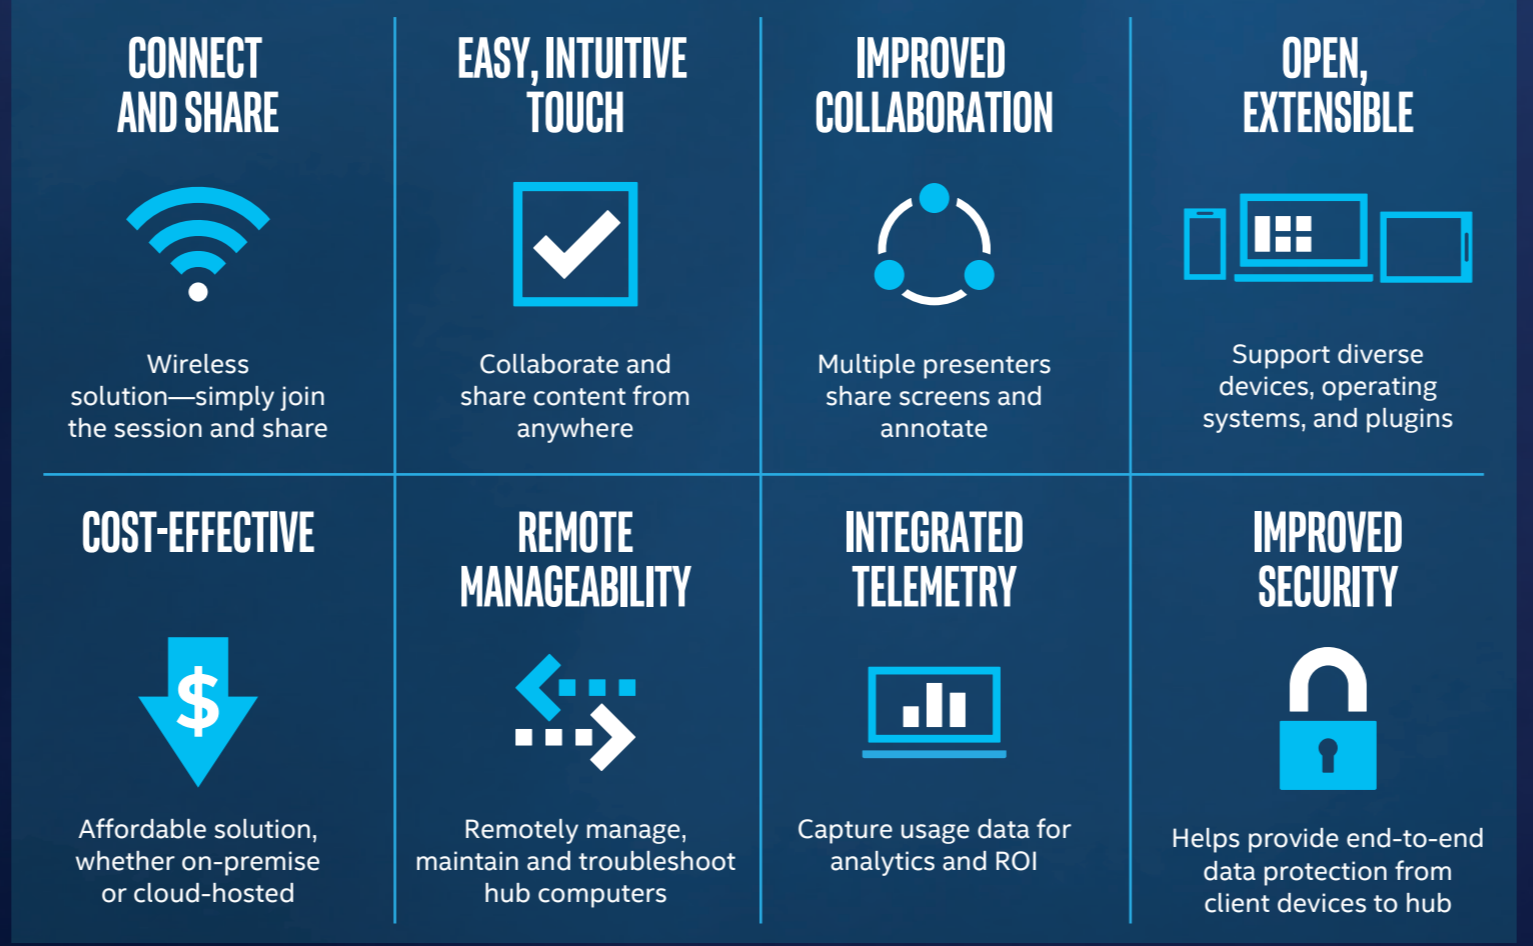 CONNECT
AND SHARE
Wireless
solution—simply join
the session and share
EASY, INTUITIVE
TOUCH
Collaborate and
share content from
anywhere
IMPROVED
COLLABORATION
Multiple presenters
share screens and
annotate
OPEN,
EXTENSIBLE
Support diverse
devices, operating
systems, and plugins
COST-EFFECTIVE
$
Affordable solution,
whether on-premise
or cloud-hosted
REMOTE
MANAGEABILITY
Remotely manage,
maintain and troubleshoot
hub computers
INTEGRATED
TELEMETRY
Capture usage data for
analytics and ROI
IMPROVED
SECURITY
Helps provide end-to-end
data protection from
client devices to hub